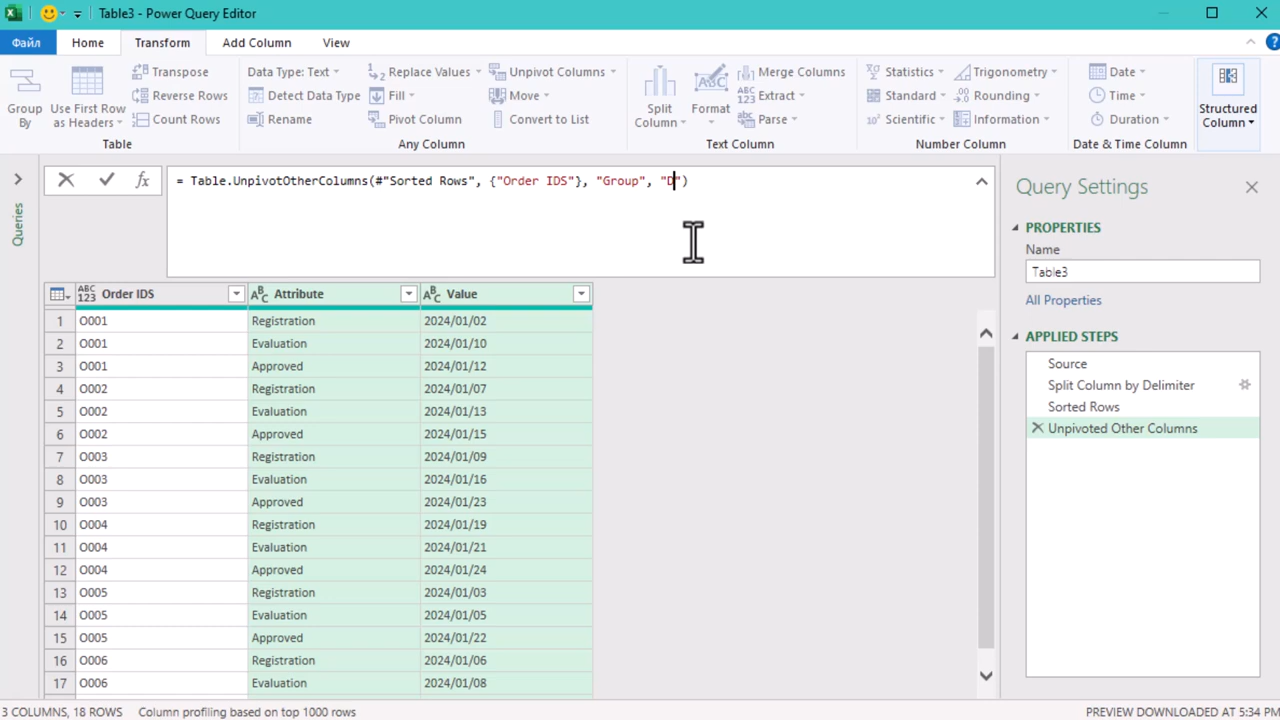 Table3 - Power Query Editor
Файл Home Transform Add Column View
Group By
Use First Row as Headers
Transpose
Reverse Rows
Count Rows
Table
Data Type: Text
Detect Data Type
Rename
Replace Value:
Fill
Pivot Column
Unpivot Columns
Move
Convert to List
Any Column
Split Column
Format
Merge Columns
Extract
Parse
Text Column
Statistics
Standard
Scientific
Trigonometry
Rounding
Information
Number Column
Date
Time
Duration
Date & Time Column
Structured Column
= Table.UnpivotOtherColumns(#"Sorted Rows", {"Order IDS"}, "Group", "D")
Queries
Order IDS Attribute Value
1 O001 Registration 2024/01/02
2 O001 Evaluation 2024/01/10
3 O001 Approved 2024/01/12
4 O002 Registration 2024/01/07
5 O002 Evaluation 2024/01/13
6 O002 Approved 2024/01/15
7 O003 Registration 2024/01/09
8 O003 Evaluation 2024/01/16
9 O003 Approved 2024/01/23
10 O004 Registration 2024/01/19
11 O004 Evaluation 2024/01/21
12 O004 Approved 2024/01/24
13 O005 Registration 2024/01/03
14 O005 Evaluation 2024/01/05
15 O005 Approved 2024/01/22
16 O006 Registration 2024/01/06
17 O006 Evaluation 2024/01/08
Query Settings
PROPERTIES
Name
Table3
All Properties
APPLIED STEPS
Source
Split Column by Delimiter
Sorted Rows
Unpivoted Other Columns
3 COLUMNS, 18 ROWS Column profiling based on top 1000 rows PREVIEW DOWNLOADED AT 5:34 PM